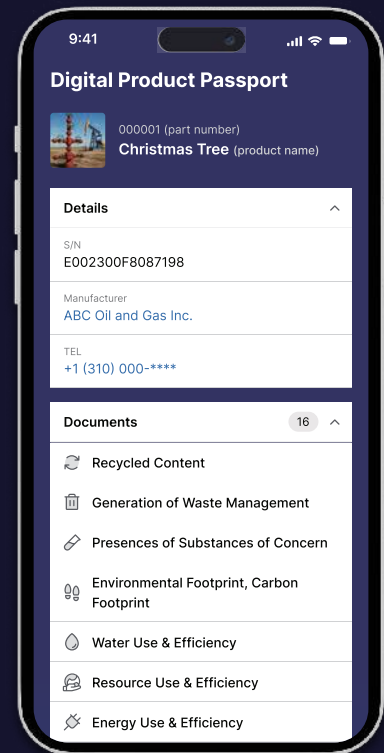 9:41
Digital Product Passport
000001 (part number)
Christmas Tree (product name)
Details
S/N
E002300F8087198
Manufacturer
ABC Oil and Gas Inc.
TEL
+1 (310) 000-****
Documents 16
Recycled Content
Generation of Waste Management
Presences of Substances of Concern
Environmental Footprint, Carbon
Footprint
Water Use & Efficiency
Resource Use & Efficiency
Energy Use & Efficiency